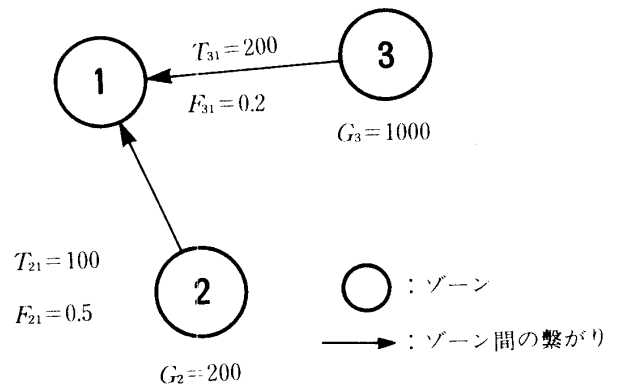 1
T₃₁=200
F₃₁=0.2
3
G₃=1000
T₂₁=100
F₂₁=0.5
2
G₂=200
○ : ゾーン
→ : ゾーン間の繋がり